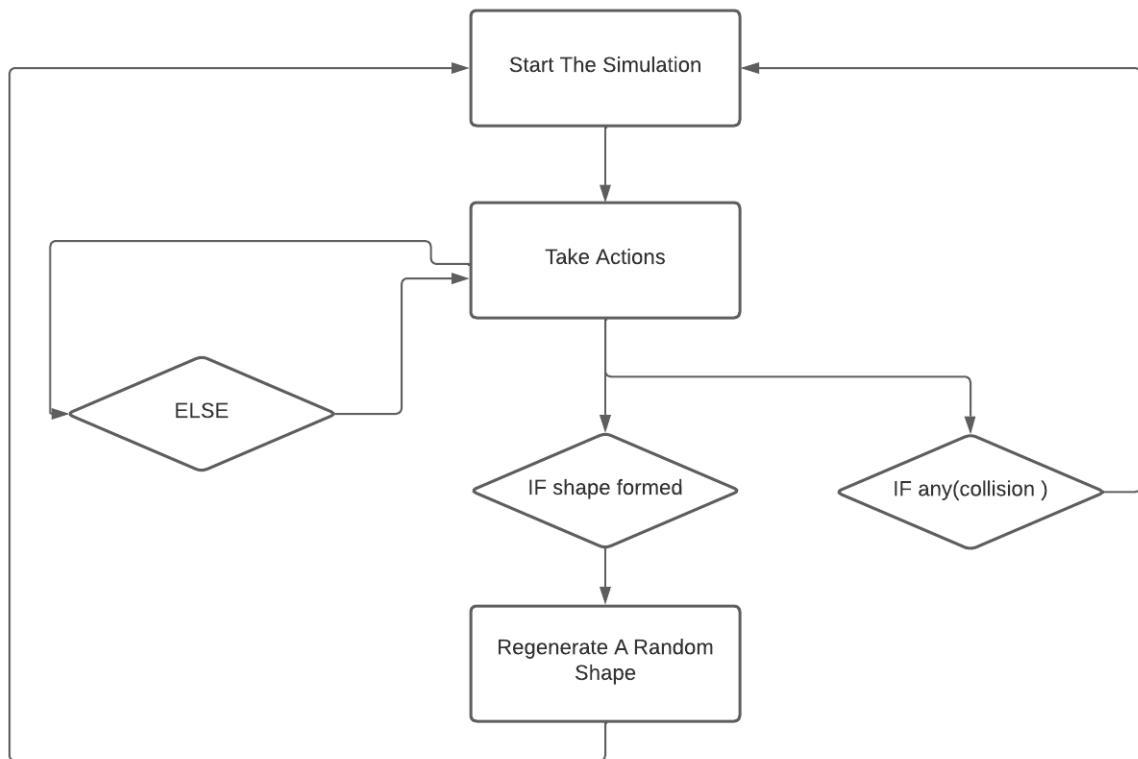 Start The Simulation
Take Actions
ELSE
IF shape formed
IF any(collision )
Regenerate A Random
Shape